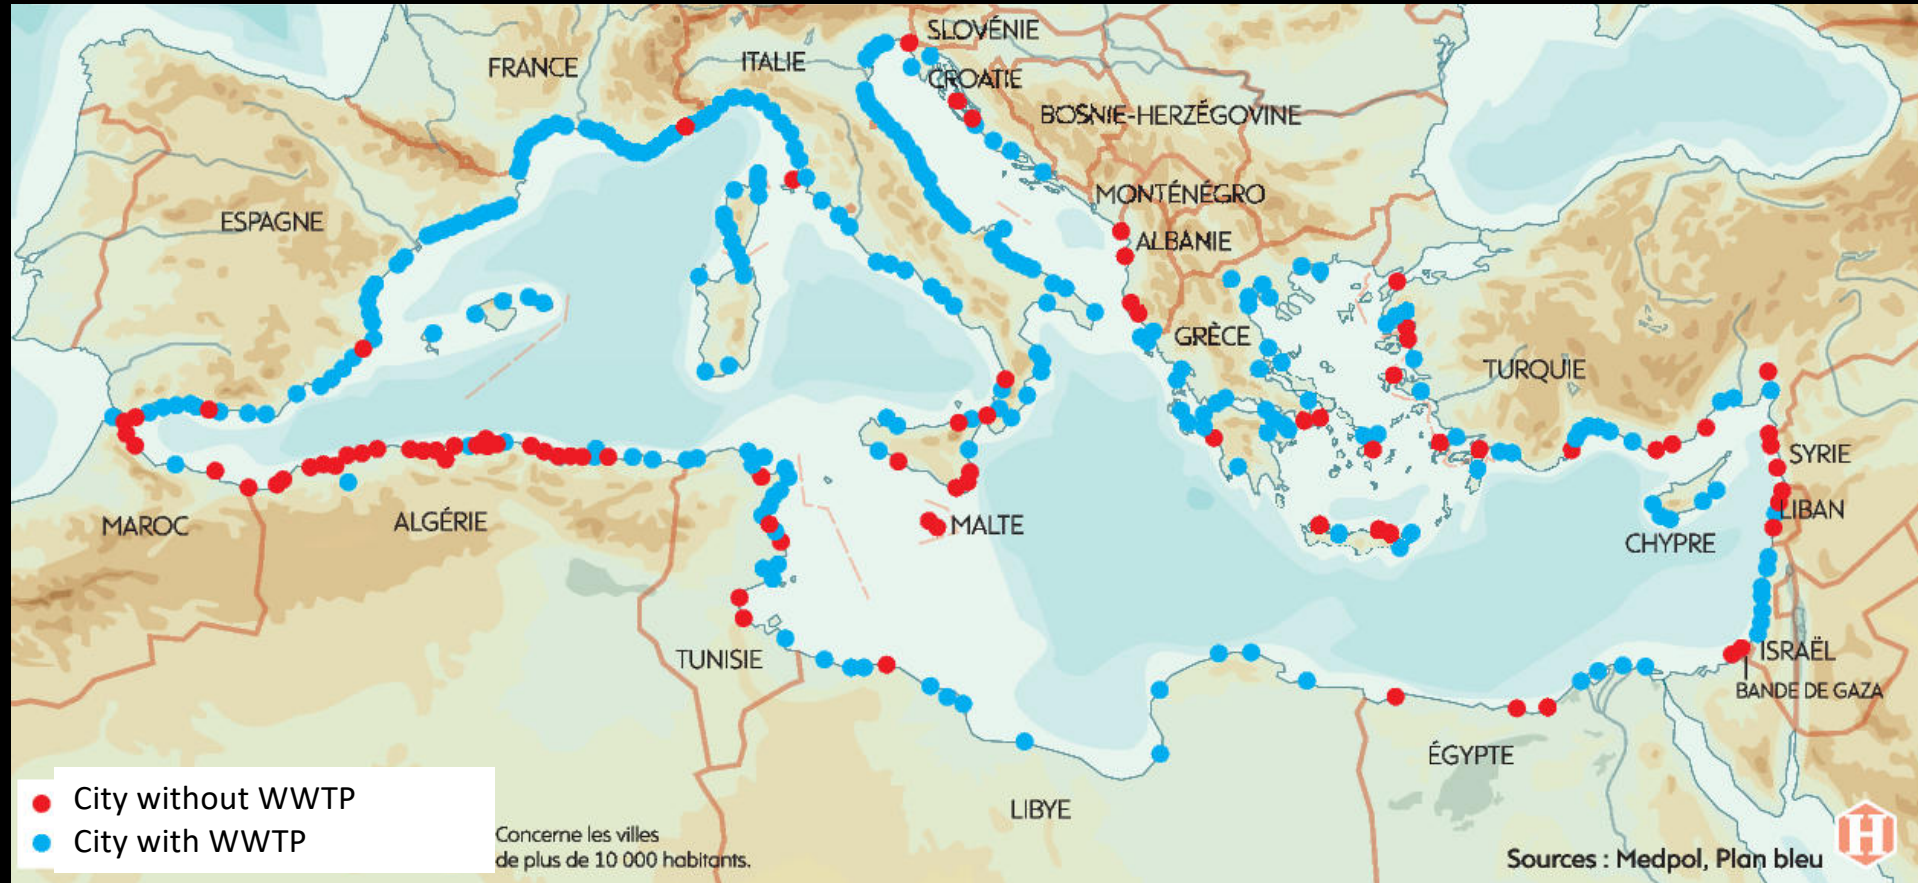 SLOVÉNIE
FRANCE
ITALIE
CROATIE
BOSNIE-HERZÉGOVINE
MONTÉNÉGRO
ESPAGNE
ALBANIE
GRÈCE
TURQUIE
SYRIE
MAROC
ALGÉRIE
MALTE
LIBAN
CHYPRE
TUNISIE
ISRAËL
BANDE DE GAZA
ÉGYPTE
LIBYE
City without WWTP
City with WWTP
Concerne les villes
de plus de 10 000 habitants.
Sources : Medpol, Plan bleu
H